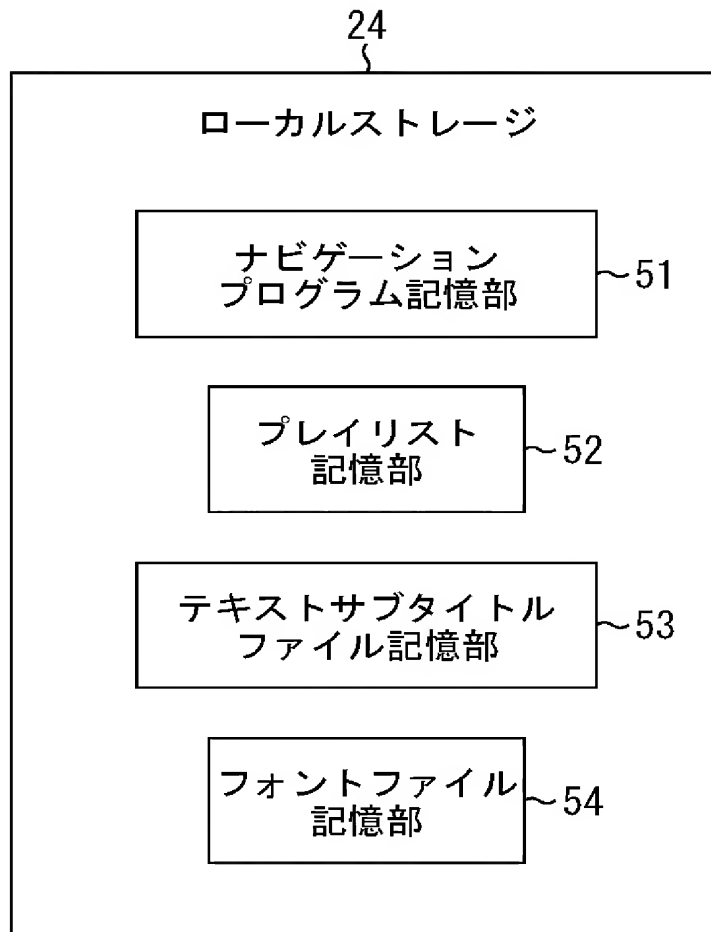 24
ローカルストレージ
ナビゲーション
プログラム記憶部
51
プレイリスト
記憶部
52
テキストサブタイトル
ファイル記憶部
53
フォントファイル
記憶部
54